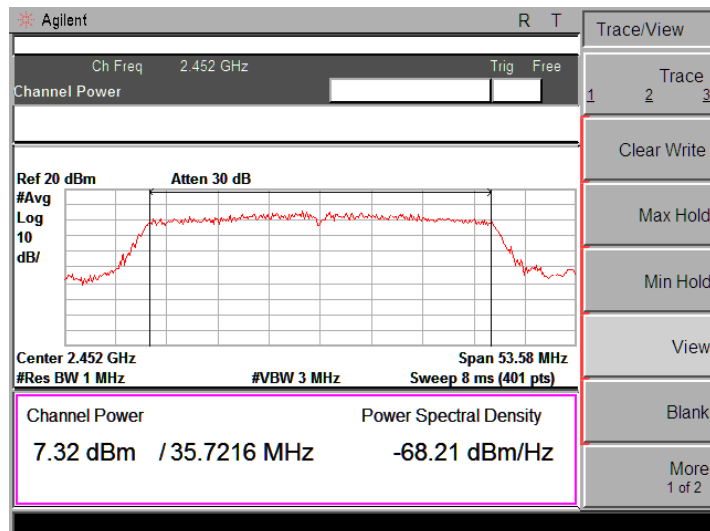 Agilent R T
Trace/View
Ch Freq 2.452 GHz Trig Free
Channel Power
Trace
1 2 3
Clear Write
Ref 20 dBm Atten 30 dB
#Avg
Log
10
dB/
Max Hold
Min Hold
View
Center 2.452 GHz Span 53.58 MHz
#Res BW 1 MHz #VBW 3 MHz Sweep 8 ms (401 pts)
Blank
Channel Power Power Spectral Density
7.32 dBm / 35.7216 MHz -68.21 dBm/Hz
More
1 of 2